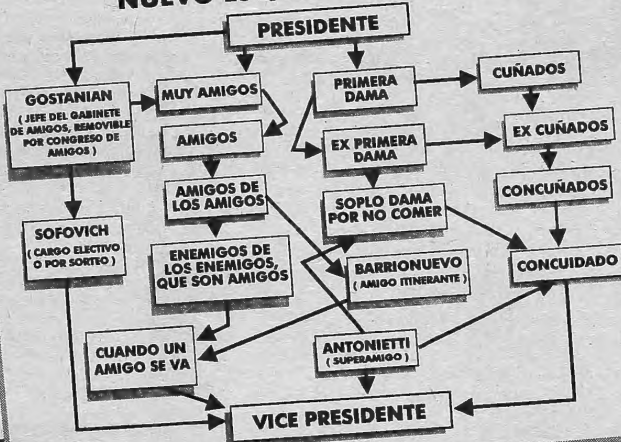 NUEVO
PRESIDENTE
GOSTANIAN
( JEFE DEL GABINETE
DE AMIGOS, REMOVIBLE
POR CONGRESO DE
AMIGOS )
MUY AMIGOS
PRIMERA
DAMA
CUÑADOS
AMIGOS
EX PRIMERA
DAMA
EX CUÑADOS
AMIGOS DE
LOS AMIGOS
SOPLO DAMA
POR NO COMER
CONCUÑADOS
SOFOVICH
( CARGO ELECTIVO
O POR SORTEO )
ENEMIGOS DE
LOS ENEMIGOS,
QUE SON AMIGOS
BARRIONUEVO
( AMIGO ITINERANTE )
CONCUIDADO
CUANDO UN
AMIGO SE VA
ANTONIETTI
( SUPERAMIGO )
VICE PRESIDENTE